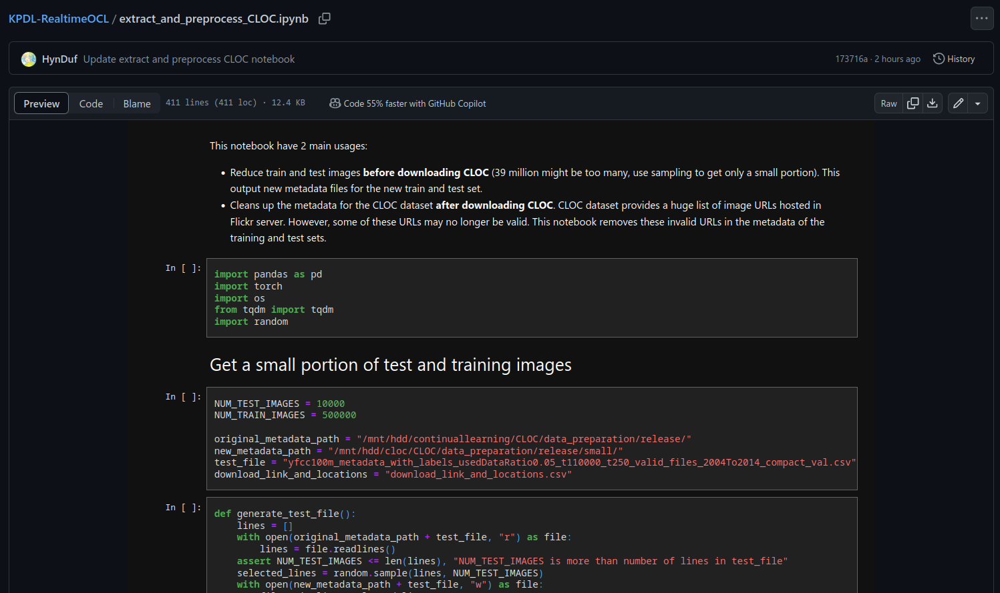 KPDL-RealtimeOCL / extract_and_preprocess_CLOC.ipynb
HynDuf Update extract and preprocess CLOC notebook 173716a · 2 hours ago History
Preview Code Blame 411 lines (411 loc) · 12.4 KB Code 55% faster with GitHub Copilot Raw
This notebook have 2 main usages:
• Reduce train and test images before downloading CLOC (39 million might be too many, use sampling to get only a small portion). This
output new metadata files for the new train and test set.
• Cleans up the metadata for the CLOC dataset after downloading CLOC. CLOC dataset provides a huge list of image URLs hosted in
Flickr server. However, some of these URLs may no longer be valid. This notebook removes these invalid URLs in the metadata of the
training and test sets.
In [ ]:
import pandas as pd
import torch
import os
from tqdm import tqdm
import random
Get a small portion of test and training images
In [ ]:
NUM_TEST_IMAGES = 10000
NUM_TRAIN_IMAGES = 500000
original_metadata_path = "/mnt/hdd/continuallearning/CLOC/data_preparation/release/"
new_metadata_path = "/mnt/hdd/cloc/CLOC/data_preparation/release/small/"
test_file = "yfcc100m_metadata_with_labels_usedDataRatio0.05_t110000_t250_valid_files_2004To2014_compact_val.csv"
download_link_and_locations = "download_link_and_locations.csv"
In [ ]:
def generate_test_file():
    lines = []
    with open(original_metadata_path + test_file, "r") as file:
        lines = file.readlines()
    assert NUM_TEST_IMAGES <= len(lines), "NUM_TEST_IMAGES is more than number of lines in test_file"
    selected_lines = random.sample(lines, NUM_TEST_IMAGES)
    with open(new_metadata_path + test_file, "w") as file: